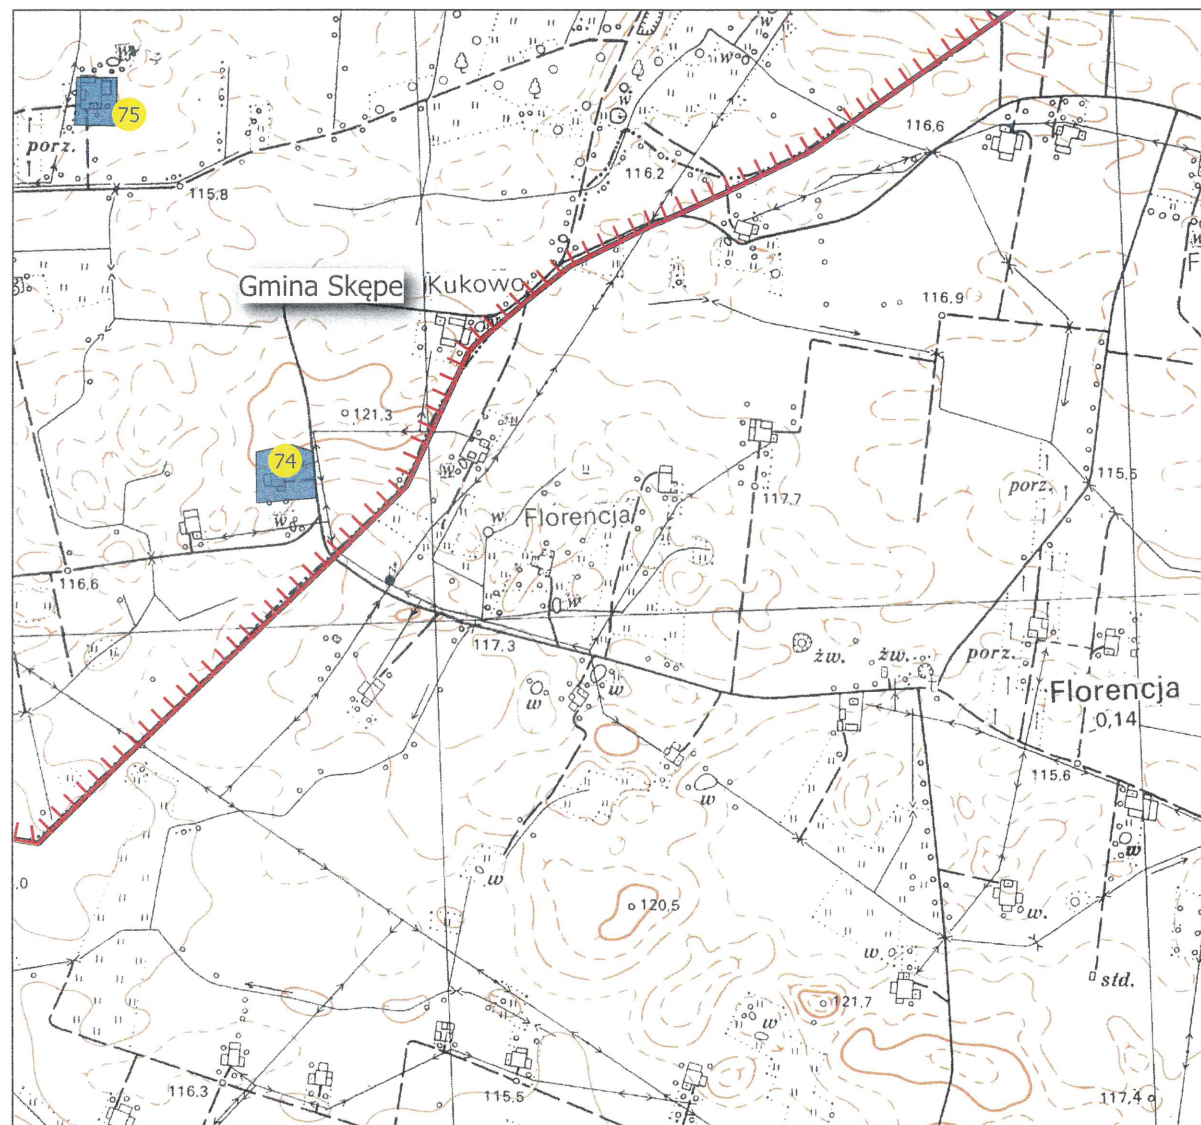 w
w
75
116,6
porz.
116,2
115,8
w
F
Gmina Skępe Kukowo
116,9
121,3
74
w
115,5
porz.
117,7
w.
Florencja
w
116,6
w
117,3
żw.
żw.
porz.
w
w
Florencja
0,14
115,6
w
w
w
,0
120,5
w.
w
std.
121,7
w
116.3
115,5
117,4